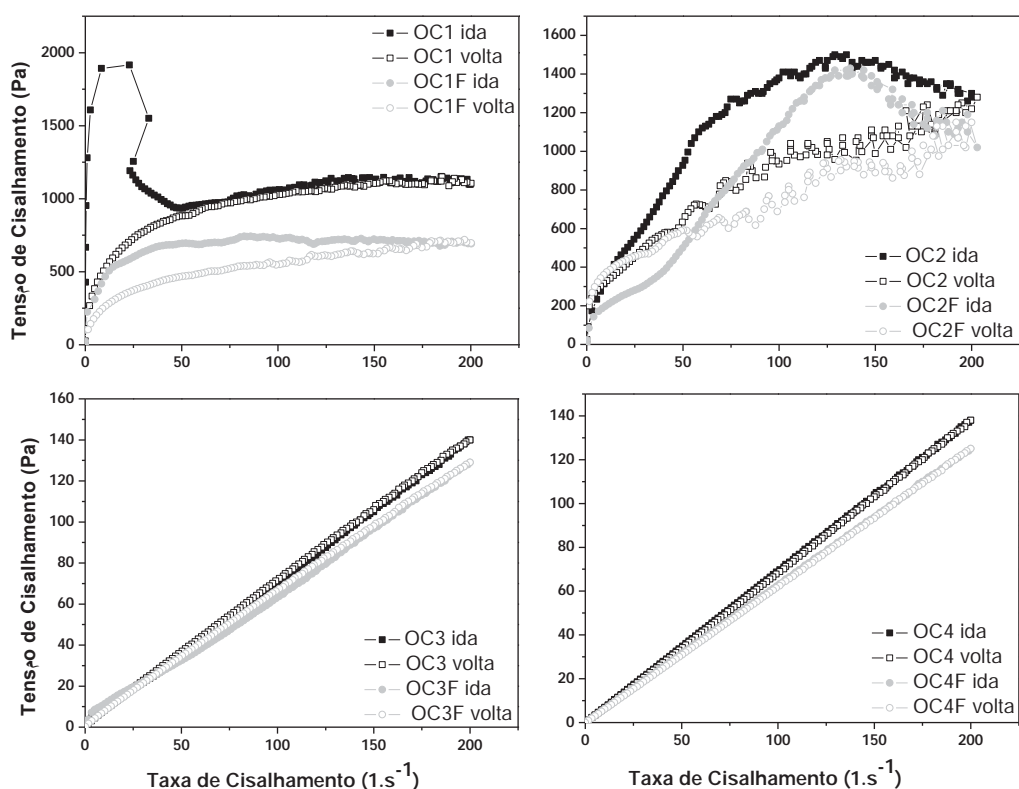 OC1 ida
OC1 volta
OC1F ida
OC1F volta
2000
1500
1000
500
0
0 50 100 150 200
Tensءo de Cisalhamento (Pa)
1600
1400
1200
1000
800
600
400
200
0
0 50 100 150 200
OC2 ida
OC2 volta
OC2F ida
OC2F volta
160
140
120
100
80
60
40
20
0
0 50 100 150 200
OC3 ida
OC3 volta
OC3F ida
OC3F volta
Tensءo de Cisalhamento (Pa)
Taxa de Cisalhamento (1.s⁻¹)
140
120
100
80
60
40
20
0
0 50 100 150 200
OC4 ida
OC4 volta
OC4F ida
OC4F volta
Taxa de Cisalhamento (1.s⁻¹)